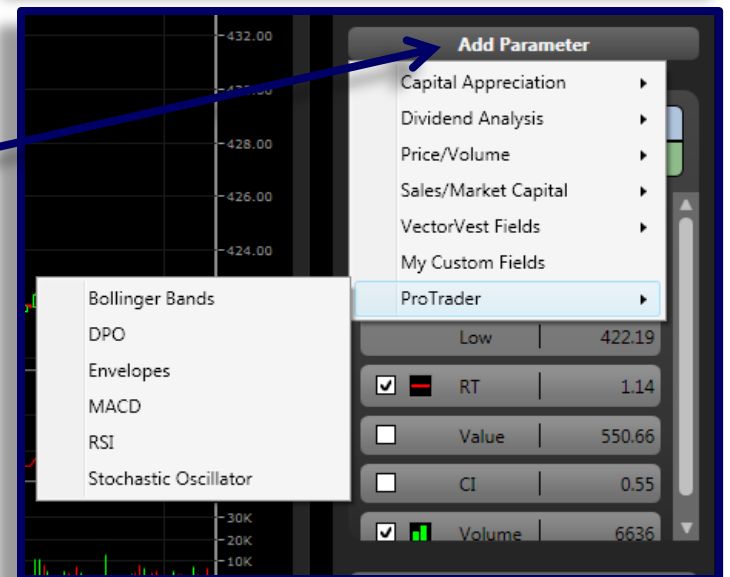 432.00
Add Parameter
Capital Appreciation
Dividend Analysis
428.00
Price/Volume
426.00
Sales/Market Capital
VectorVest Fields
424.00
My Custom Fields
ProTrader
Bollinger Bands
DPO
Envelopes
MACD
RSI
Stochastic Oscillator
Low 422.19
RT 1.14
Value 550.66
CI 0.55
Volume 6636
30K
20K
10K